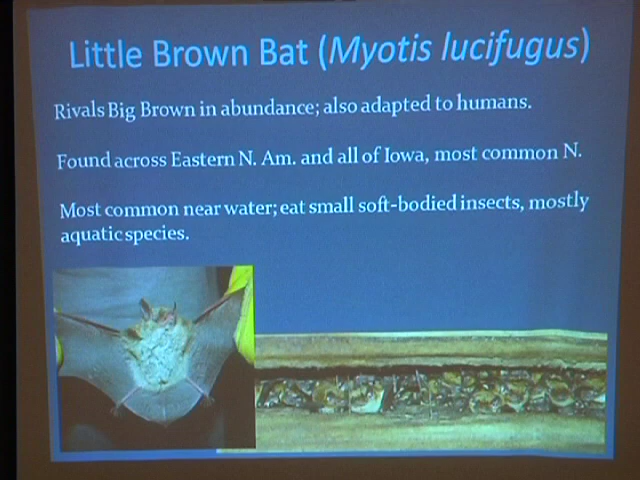 Little Brown Bat (Myotis lucifugus)
Rivals Big Brown in abundance; also adapted to humans.
Found across Eastern N. Am. and all of Iowa, most common N.
Most common near water; eat small soft-bodied insects, mostly
aquatic species.